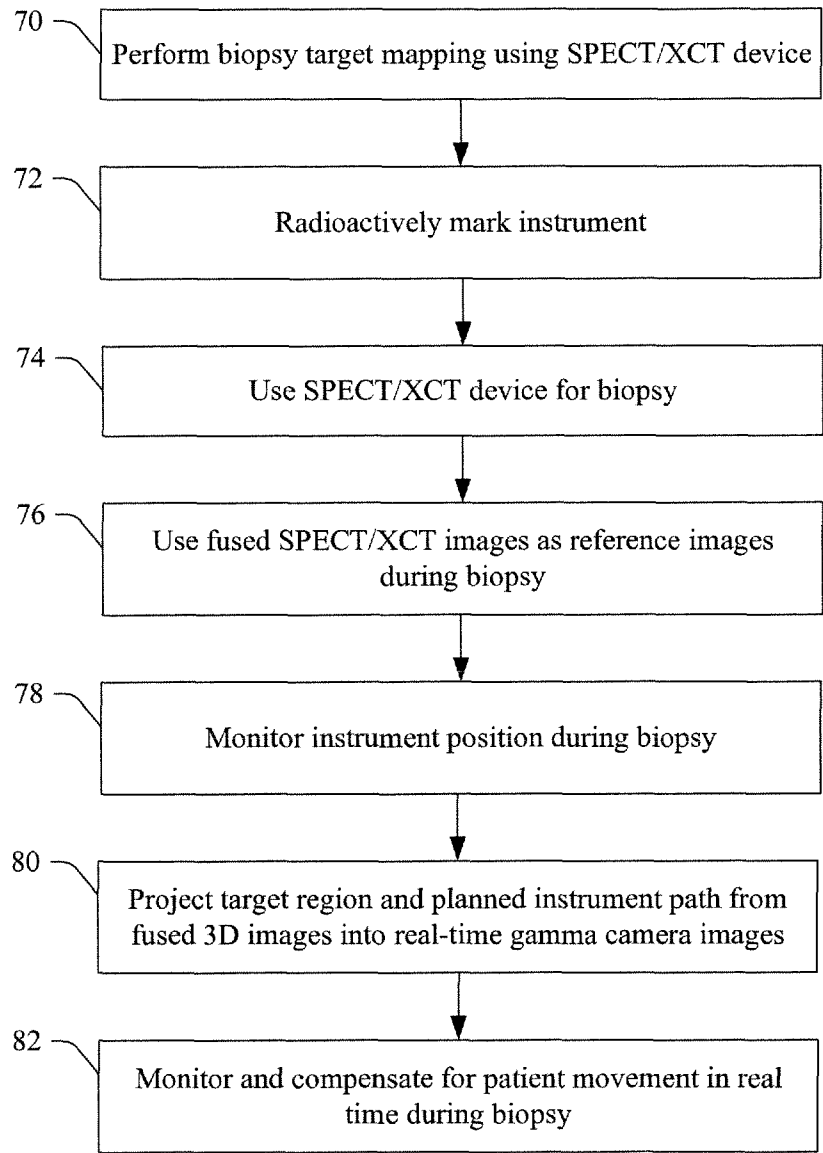 70
Perform biopsy target mapping using SPECT/XCT device
72
Radioactively mark instrument
74
Use SPECT/XCT device for biopsy
76
Use fused SPECT/XCT images as reference images
during biopsy
78
Monitor instrument position during biopsy
80
Project target region and planned instrument path from
fused 3D images into real-time gamma camera images
82
Monitor and compensate for patient movement in real
time during biopsy